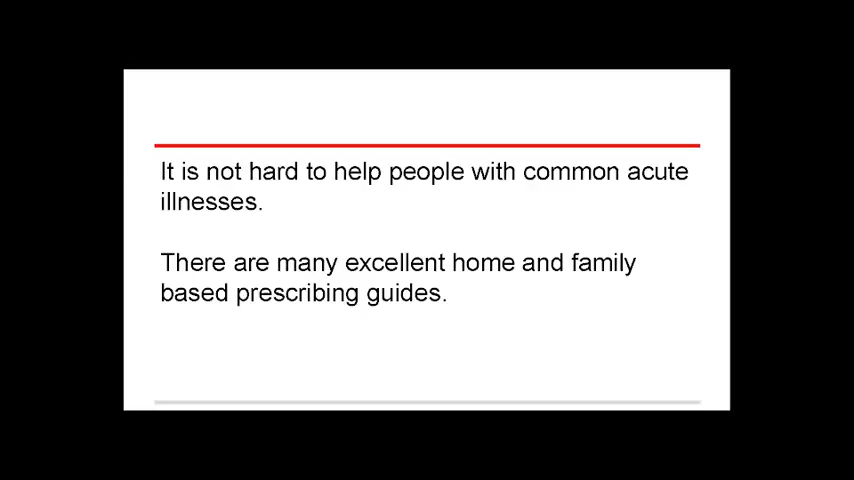 It is not hard to help people with common acute
illnesses.
There are many excellent home and family
based prescribing guides.